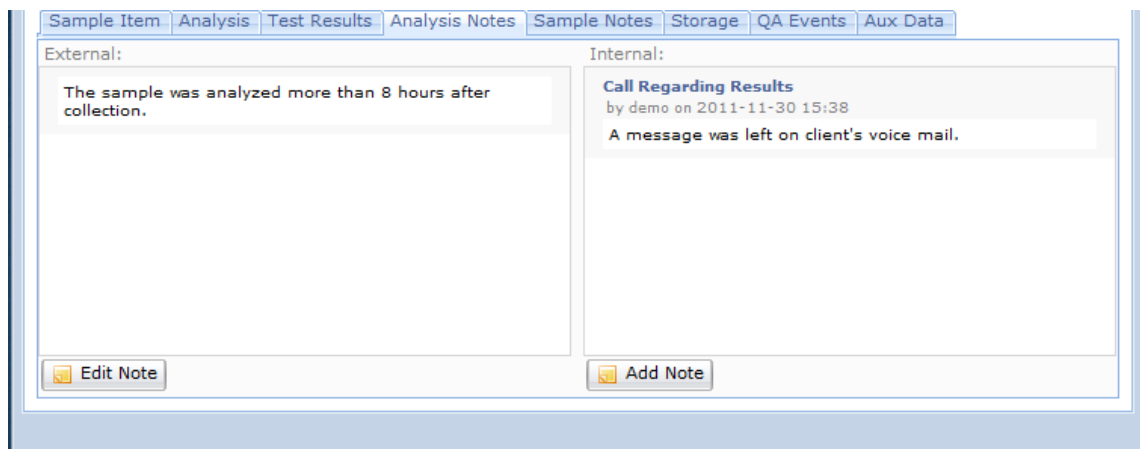 Sample Item Analysis Test Results Analysis Notes Sample Notes Storage QA Events Aux Data
External:
The sample was analyzed more than 8 hours after
collection.
Edit Note
Internal:
Call Regarding Results
by demo on 2011-11-30 15:38
A message was left on client's voice mail.
Add Note